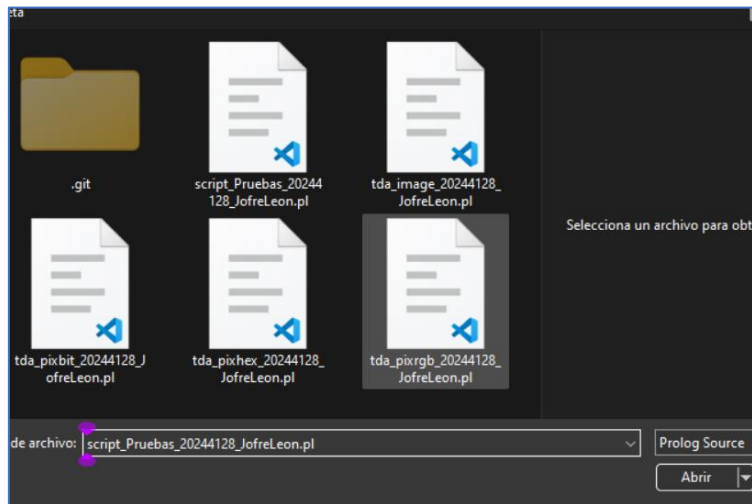 eta
.git
script_Pruebas_20244
128_JofreLeon.pl
tda_image_20244128_
JofreLeon.pl
Selecciona un archivo para obt
tda_pixbit_20244128_J
ofreLeon.pl
tda_pixhex_20244128_
JofreLeon.pl
tda_pixrgb_20244128_
JofreLeon.pl
de archivo: script_Pruebas_20244128_JofreLeon.pl
Prolog Source
Abrir